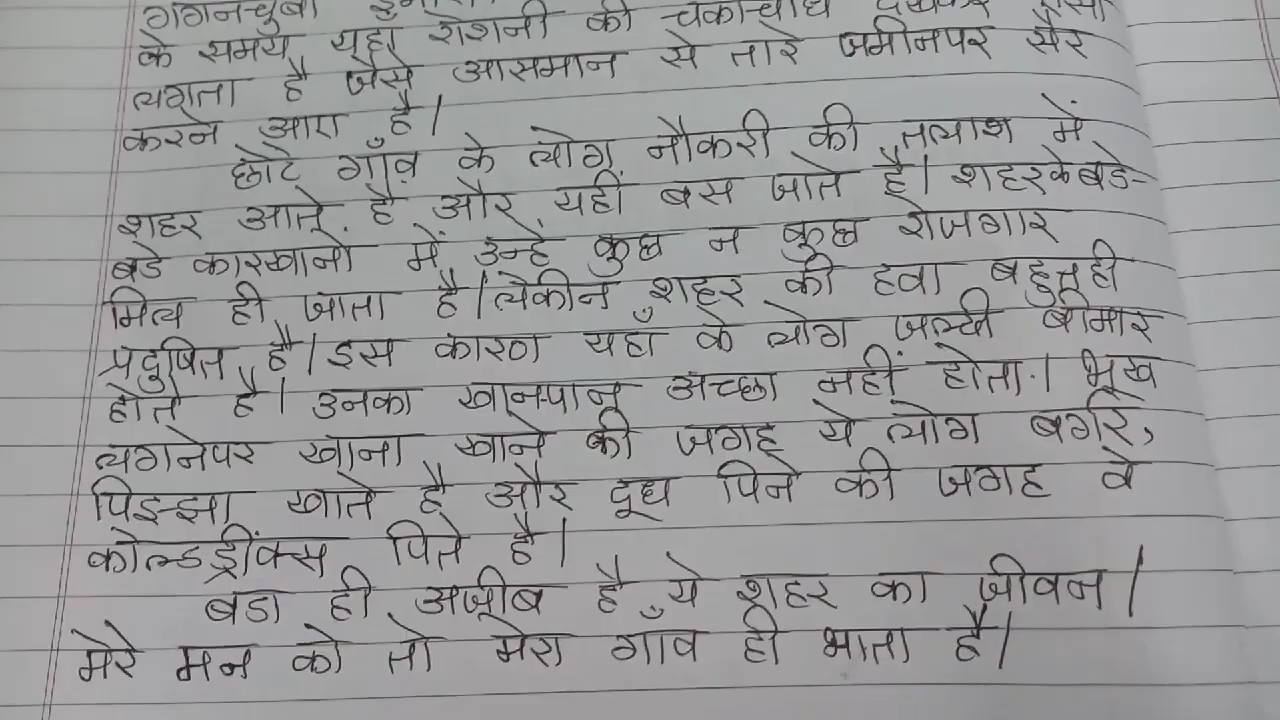 गगनचुंबी
के समय यहाँ रोशनी की चकाचौंध देखकर ऐसा
लगता है जैसे आसमान से तारे जमीनपर सैर
करने आए हैं।
छोटे गाँव के लोग नौकरी की तलाश में
शहर आते है और यहीं बस जाते है। शहरके बडे-
बडे कारखानों में उन्हे कुछ न कुछ रोजगार
मिल ही जाता है। लेकीन शहर की हवा बहुत ही
प्रदुषित है। इस कारण यहाँ के लोग जल्दी बीमार
होते है। उनका खान-पान अच्छा नहीं होता। भूख
लगनेपर खाना खाने की जगह ये लोग बर्गर,
पिझ्झा खाते है और दूध पिने की जगह वे
कोल्डड्रींक्स पिते है।
बडा ही अजीब है ये शहर का जीवन।
मेरे मन को तो मेरा गाँव ही भाता है।